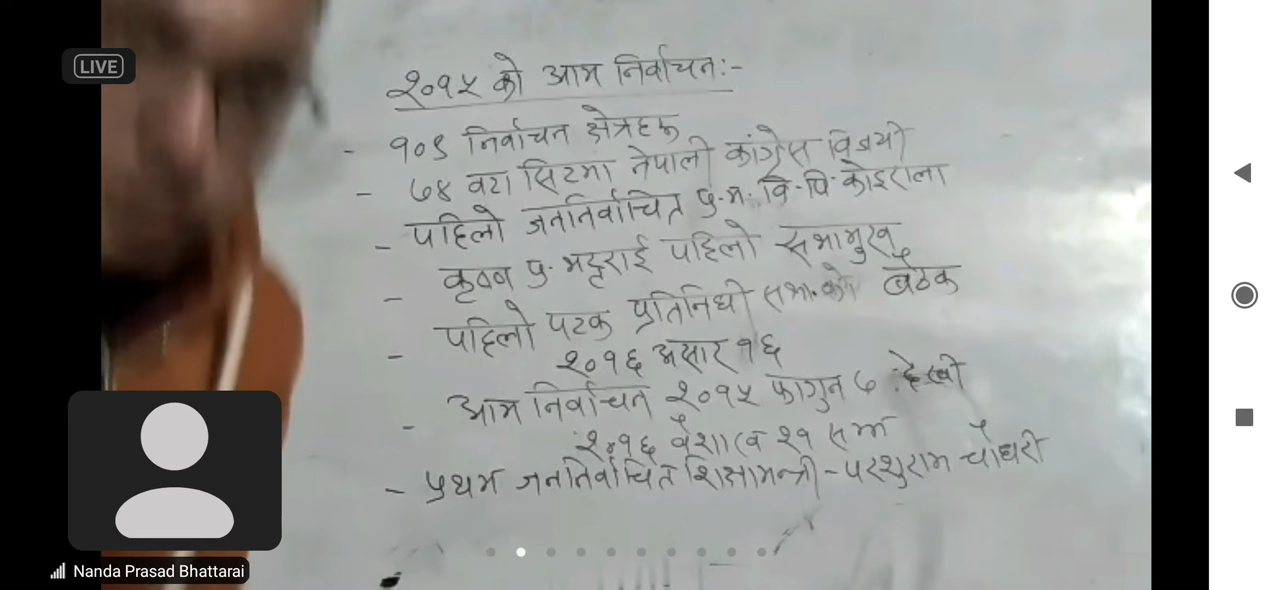 LIVE
२०१५ को आम निर्वाचनः-
- १०९ निर्वाचन क्षेत्रहरू
- ७४ वटा सिटमा नेपाली कांग्रेस विजयी
- पहिलो जननिर्वाचित प्र.म. वि.पि.कोइराला
- कृष्ण प्र. भट्टराई पहिलो सभामुख
- पहिलो पटक प्रतिनिधी सभाको बैठक
२०१६ असार १६
- आम निर्वाचन २०१५ फागुन ७ देखी
२०१६ वैशाख २१ सम्म
- प्रथम जननिर्वाचित शिक्षामन्त्री - परशुराम चौधरी
Nanda Prasad Bhattarai